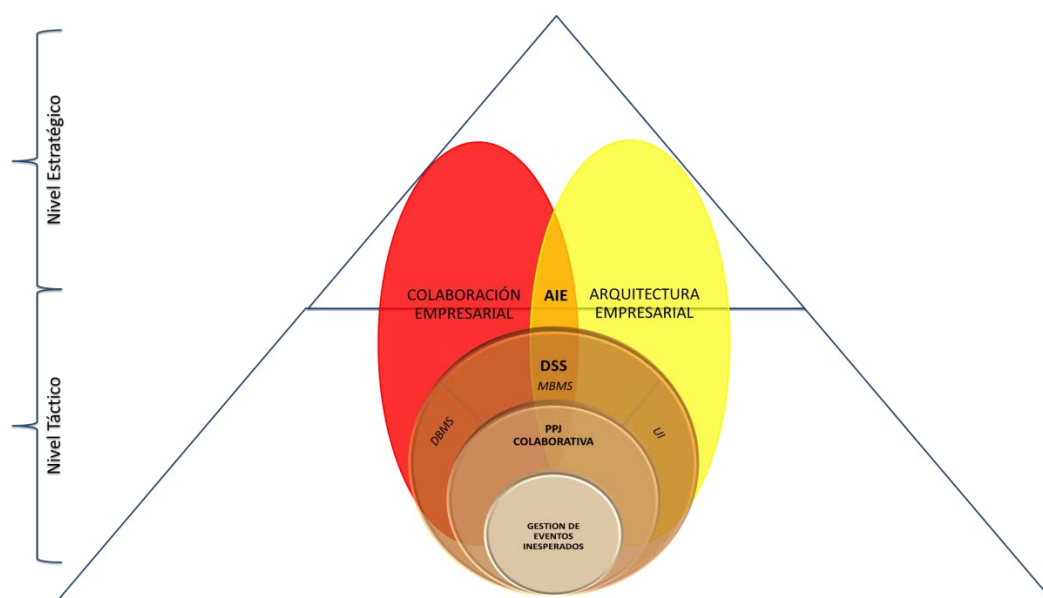 Nivel Estratégico
Nivel Táctico
COLABORACIÓN
EMPRESARIAL
AIE
ARQUITECTURA
EMPRESARIAL
DSS
MBMS
DBMS
UI
PPJ
COLABORATIVA
GESTION DE
EVENTOS
INESPERADOS